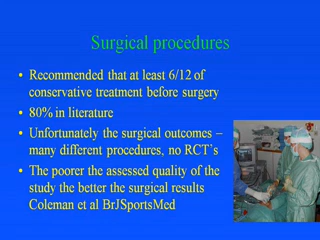 Surgical procedures
• Recommended that at least 6/12 of
conservative treatment before surgery
• 80% in literature
• Unfortunately the surgical outcomes –
many different procedures, no RCT's
• The poorer the assessed quality of the
study the better the surgical results
Coleman et al BrJSportsMed